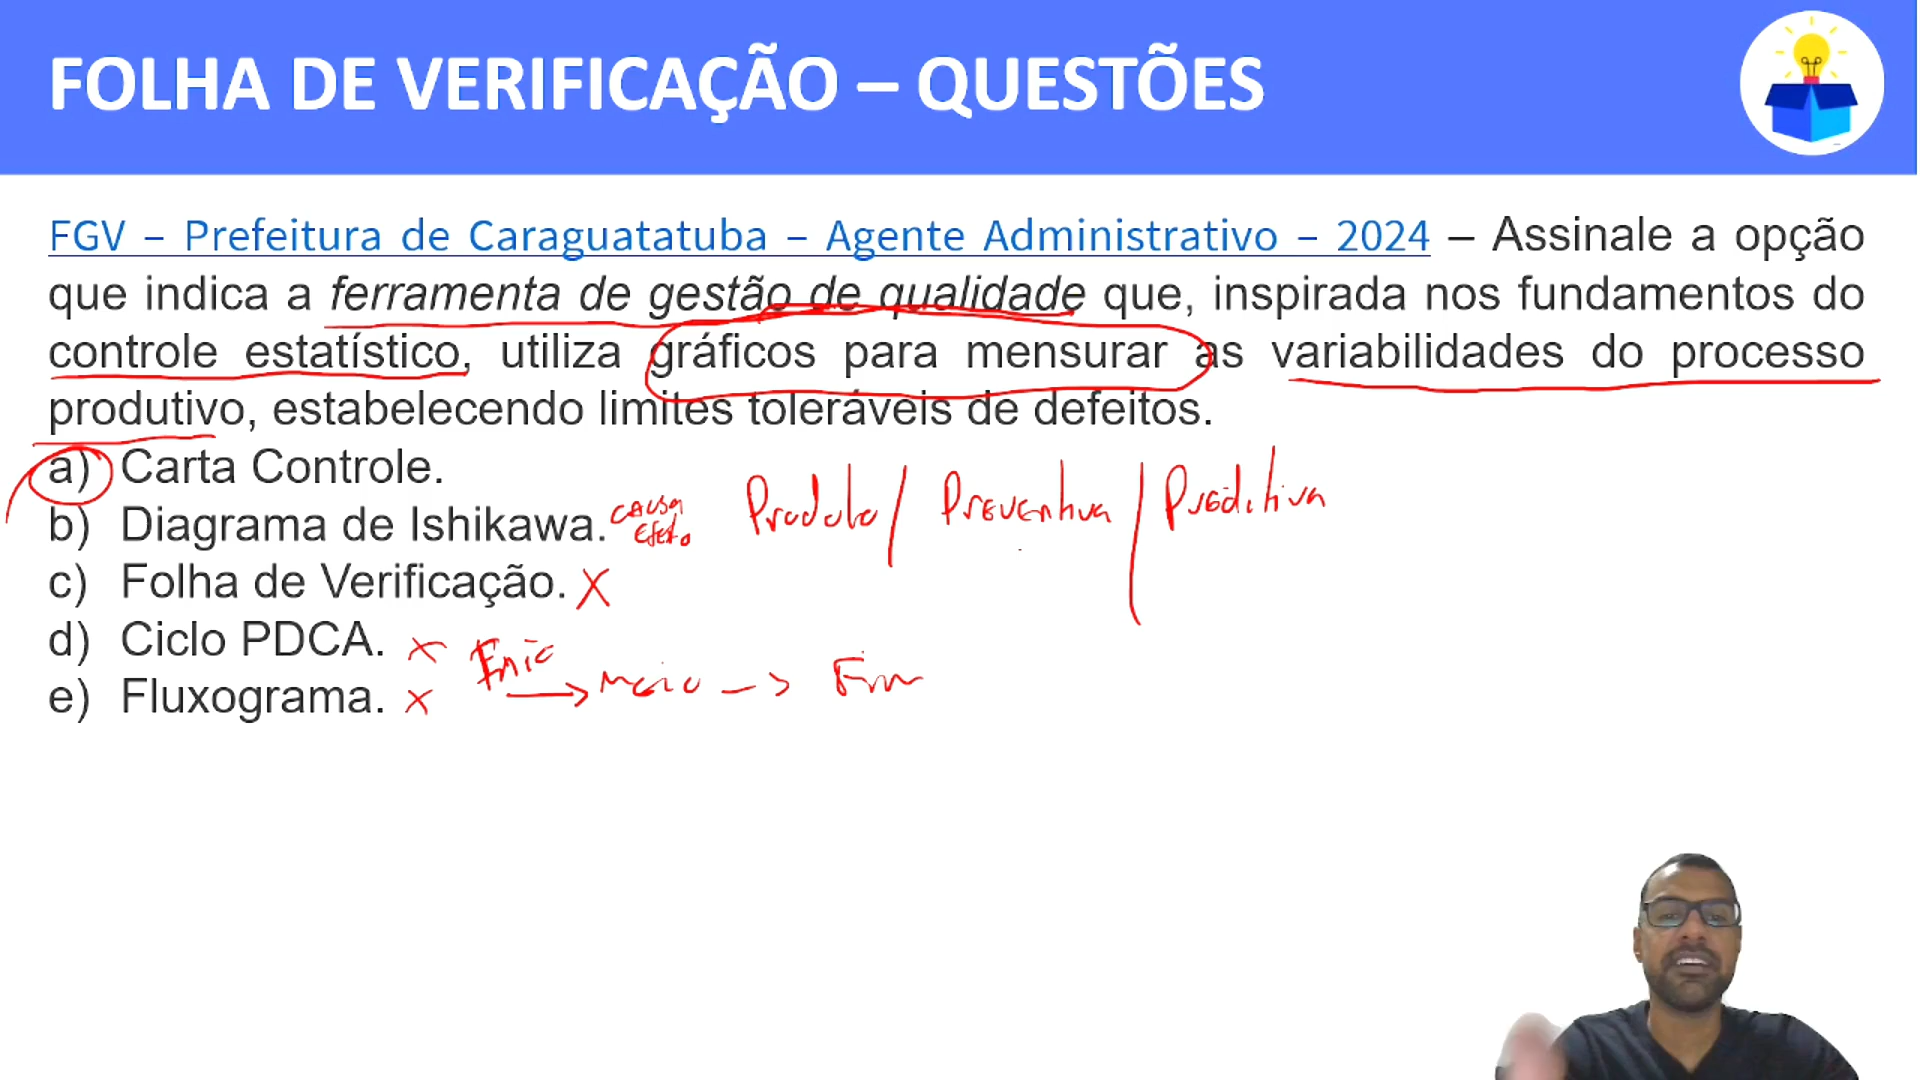 FOLHA DE VERIFICAÇÃO – QUESTÕES
FGV – Prefeitura de Caraguatatuba – Agente Administrativo – 2024 – Assinale a opção
que indica a ferramenta de gestão de qualidade que, inspirada nos fundamentos do
controle estatístico, utiliza gráficos para mensurar as variabilidades do processo
produtivo, estabelecendo limites toleráveis de defeitos.
a) Carta Controle.
b) Diagrama de Ishikawa. causa
Efeito
Produto / Preventiva / Preditiva
c) Folha de Verificação. X
d) Ciclo PDCA. x
e) Fluxograma. x
→ meio → Fim